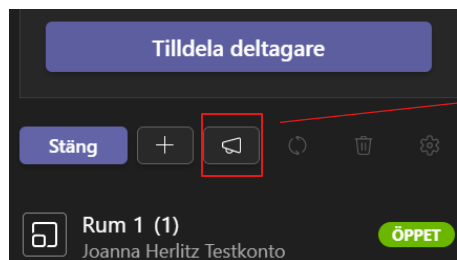 Tilldela deltagare
Stäng
Rum 1 (1)
ÖPPET
Joanna Herlitz Testkonto